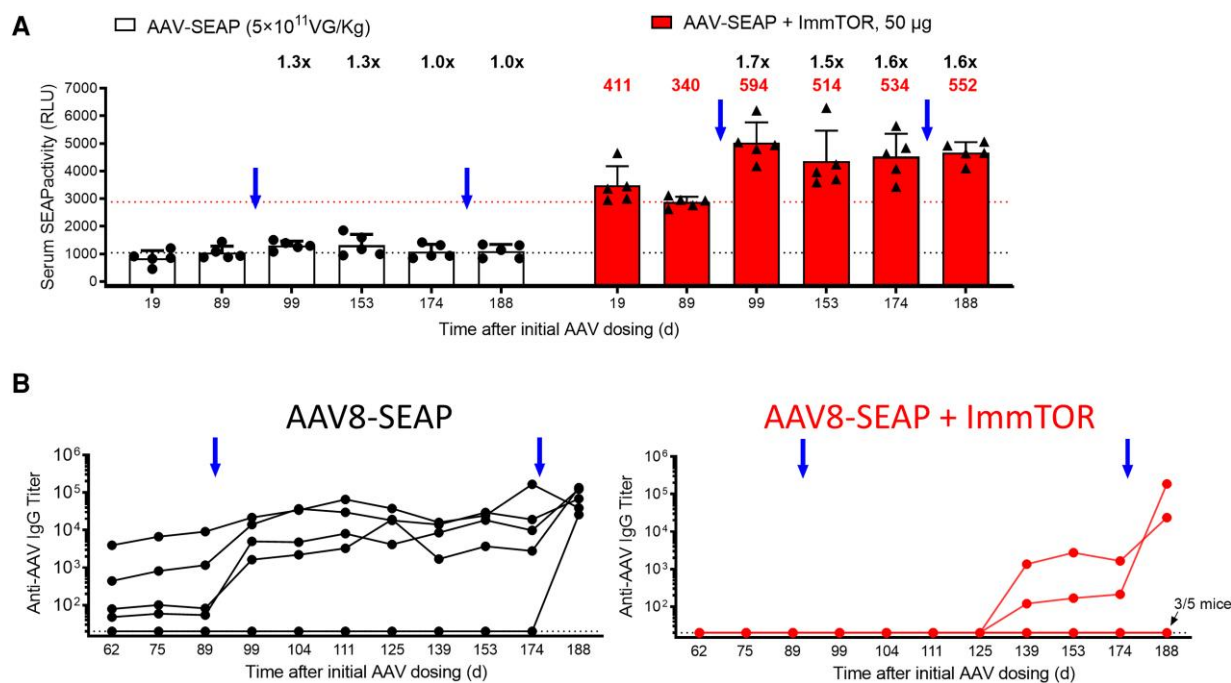 A
AAV-SEAP (5×10¹¹VG/Kg)
AAV-SEAP + ImmTOR, 50 µg
1.3x 1.3x 1.0x 1.0x 1.7x 1.5x 1.6x 1.6x
411 340 594 514 534 552
Serum SEAPactivity (RLU)
7000
6000
5000
4000
3000
2000
1000
0
19 89 99 153 174 188 19 89 99 153 174 188
Time after initial AAV dosing (d)
B
AAV8-SEAP
Anti-AAV IgG Titer
10⁶
10⁵
10⁴
10³
10²
62 75 89 99 104 111 125 139 153 174 188
Time after initial AAV dosing (d)
AAV8-SEAP + ImmTOR
Anti-AAV IgG Titer
10⁶
10⁵
10⁴
10³
10²
3/5 mice
62 75 89 99 104 111 125 139 153 174 188
Time after initial AAV dosing (d)